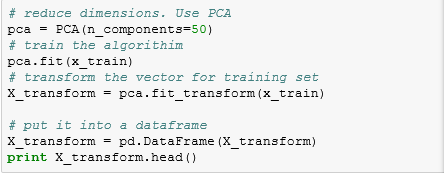 # reduce dimensions. Use PCA
pca = PCA(n_components=50)
# train the algorithim
pca.fit(x_train)
# transform the vector for training set
X_transform = pca.fit_transform(x_train)
# put it into a dataframe
X_transform = pd.DataFrame(X_transform)
print X_transform.head()